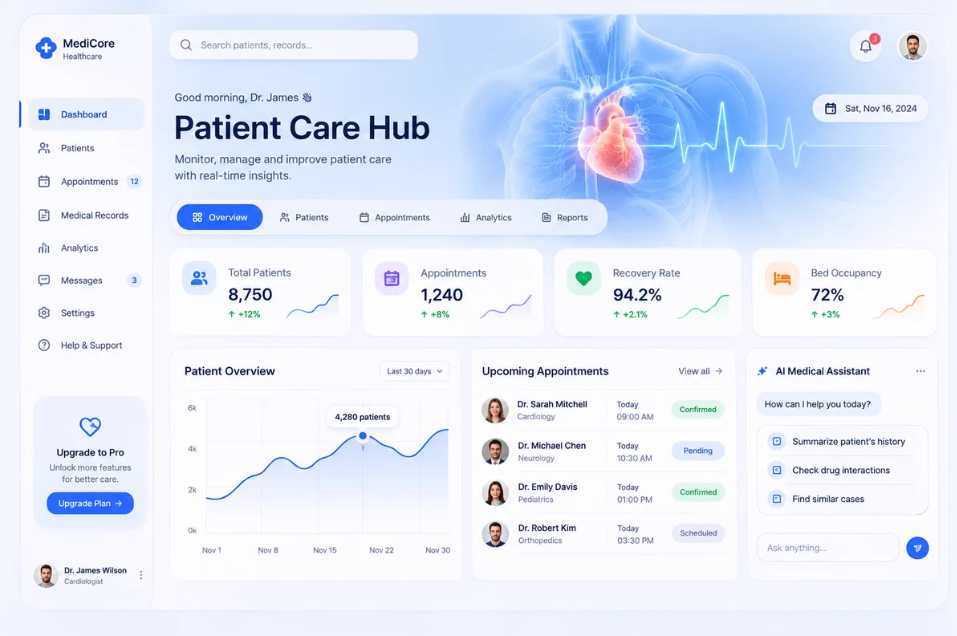 MediCore
Healthcare
Dashboard
Patients
Appointments 12
Medical Records
Analytics
Messages 3
Settings
Help & Support
Upgrade to Pro
Unlock more features
for better care.
Upgrade Plan →
Dr. James Wilson
Cardiologist
Search patients, records...
3
Good morning, Dr. James 👋
Sat, Nov 16, 2024
Patient Care Hub
Monitor, manage and improve patient care
with real-time insights.
Overview Patients Appointments Analytics Reports
Total Patients
8,750
↑ +12%
Appointments
1,240
↑ +8%
Recovery Rate
94.2%
↑ +2.1%
Bed Occupancy
72%
↑ +3%
Patient Overview
Last 30 days
4,280 patients
6k
4k
2k
0k
Nov 1 Nov 8 Nov 15 Nov 22 Nov 30
Upcoming Appointments
View all →
Dr. Sarah Mitchell
Cardiology
Today
09:00 AM
Confirmed
Dr. Michael Chen
Neurology
Today
10:30 AM
Pending
Dr. Emily Davis
Pediatrics
Today
01:00 PM
Confirmed
Dr. Robert Kim
Orthopedics
Today
03:30 PM
Scheduled
AI Medical Assistant
...
How can I help you today?
Summarize patient's history
Check drug interactions
Find similar cases
Ask anything...